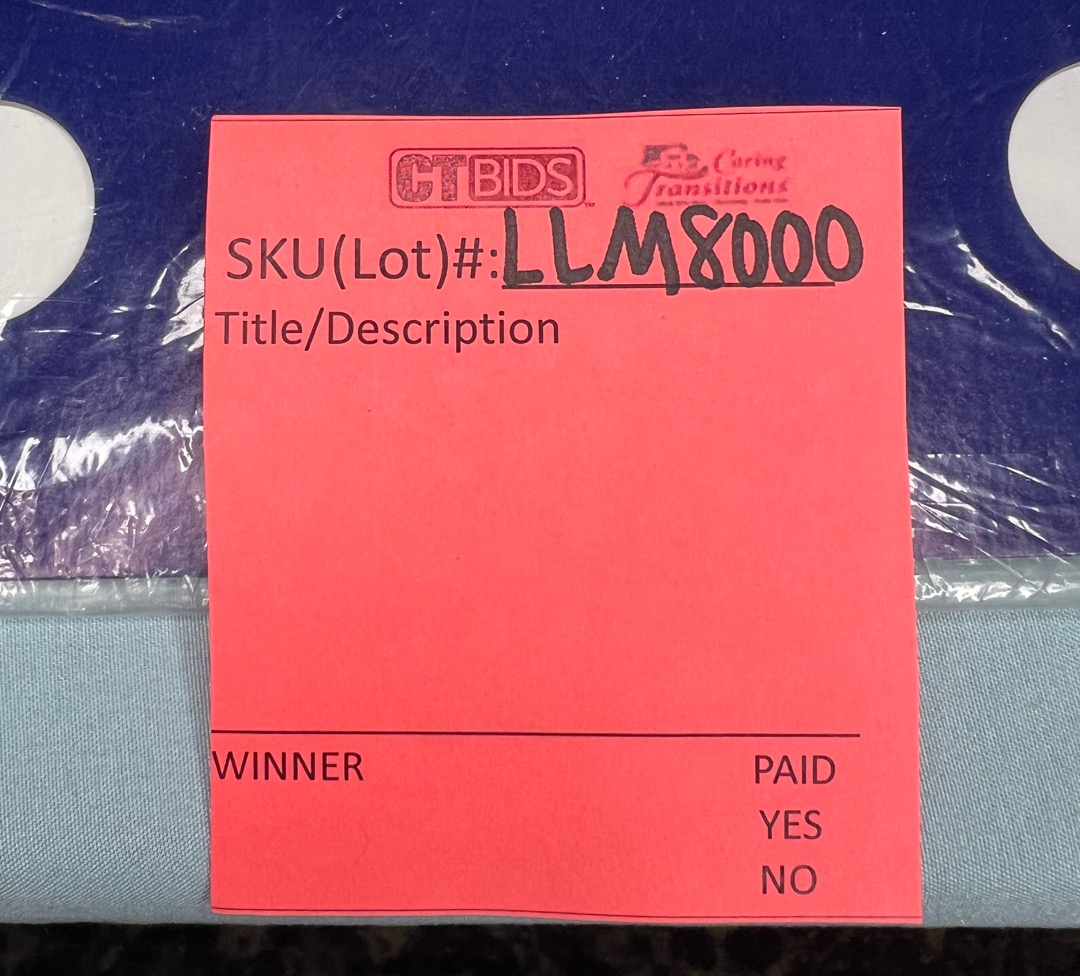 CTBIDS Caring Transitions
SKU(Lot)#:LLM8000
Title/Description
WINNER PAID
YES
NO